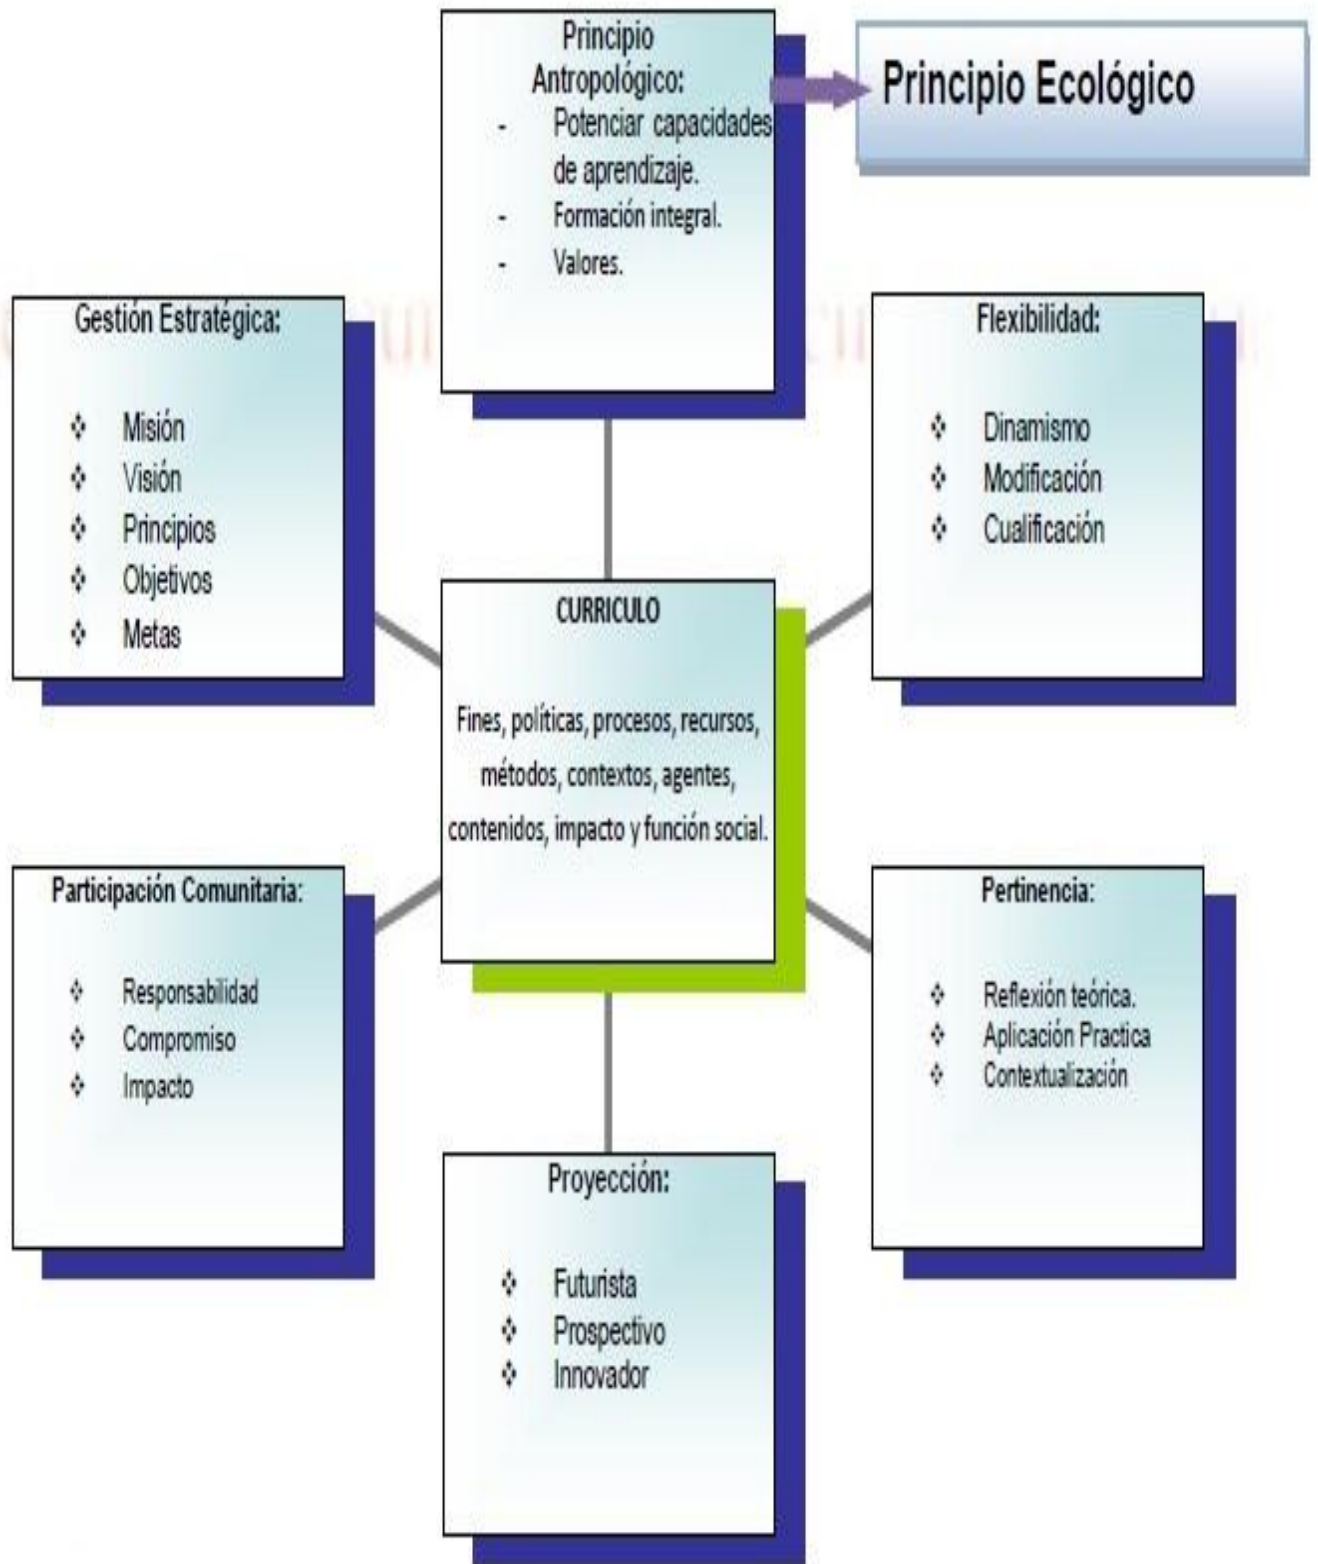 Principio
Antropológico:
- Potenciar capacidades
de aprendizaje.
- Formación integral.
- Valores.
Principio Ecológico
Gestión Estratégica:
❖ Misión
❖ Visión
❖ Principios
❖ Objetivos
❖ Metas
Flexibilidad:
❖ Dinamismo
❖ Modificación
❖ Cualificación
CURRICULO
Fines, políticas, procesos, recursos,
métodos, contextos, agentes,
contenidos, impacto y función social.
Participación Comunitaria:
❖ Responsabilidad
❖ Compromiso
❖ Impacto
Pertinencia:
❖ Reflexión teórica.
❖ Aplicación Practica
❖ Contextualización
Proyección:
❖ Futurista
❖ Prospectivo
❖ Innovador